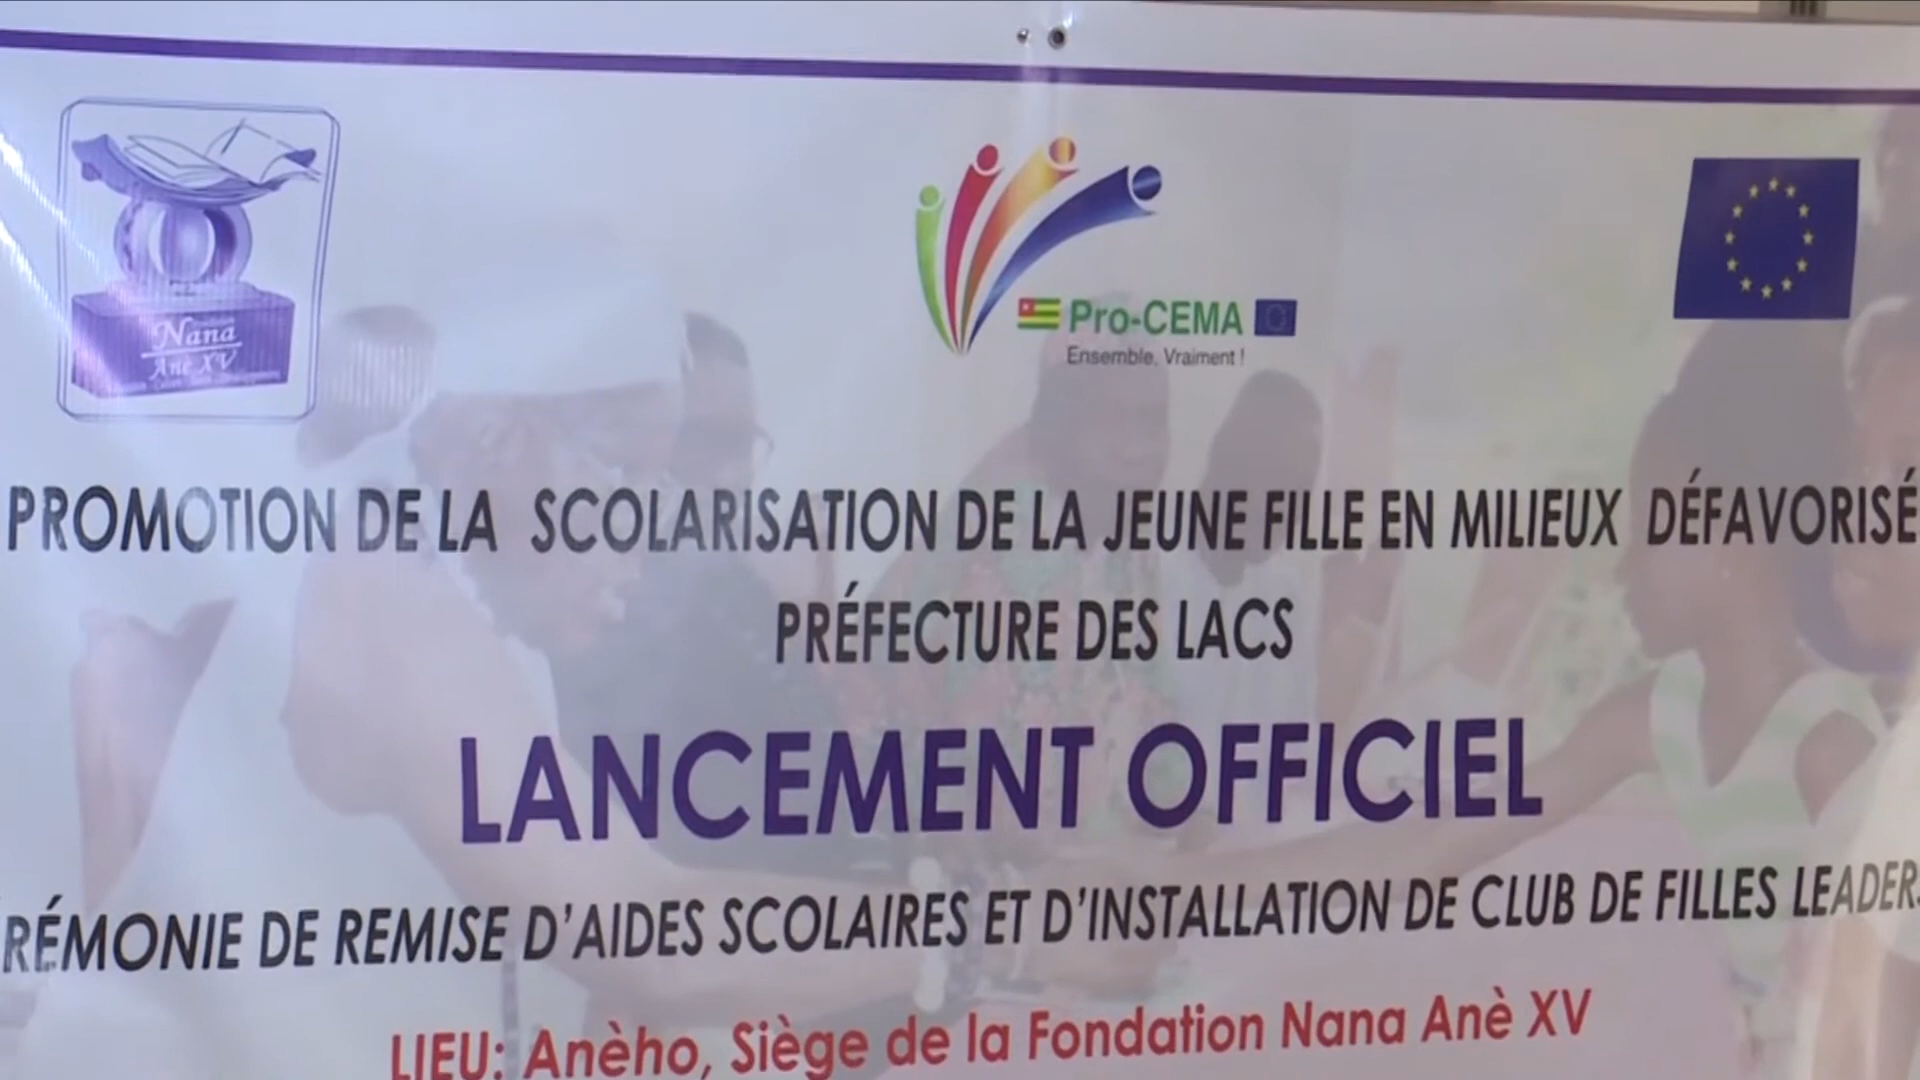 Nana
Anè XV
Pro-CEMA
Ensemble, Vraiment !
PROMOTION DE LA SCOLARISATION DE LA JEUNE FILLE EN MILIEUX DÉFAVORISÉ
PRÉFECTURE DES LACS
LANCEMENT OFFICIEL
RÉMONIE DE REMISE D'AIDES SCOLAIRES ET D'INSTALLATION DE CLUB DE FILLES LEADERS
LIEU: Anèho, Siège de la Fondation Nana Anè XV